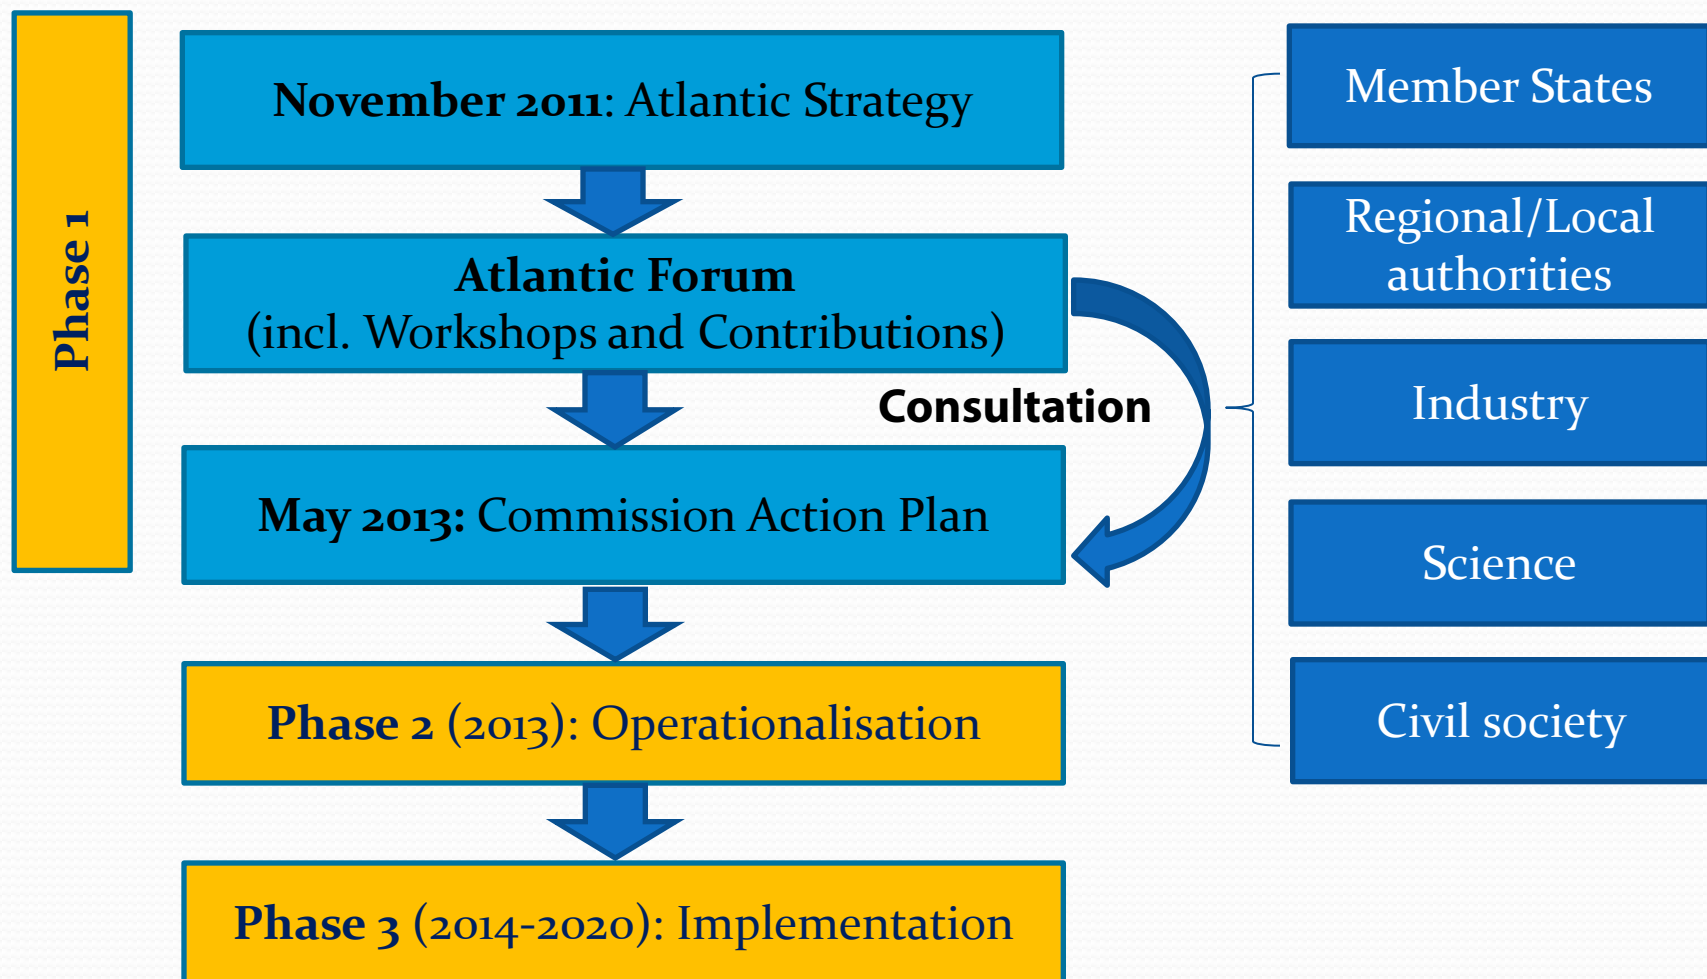 Phase 1
November 2011: Atlantic Strategy
Atlantic Forum
(incl. Workshops and Contributions)
Consultation
May 2013: Commission Action Plan
Phase 2 (2013): Operationalisation
Phase 3 (2014-2020): Implementation
Member States
Regional/Local
authorities
Industry
Science
Civil society